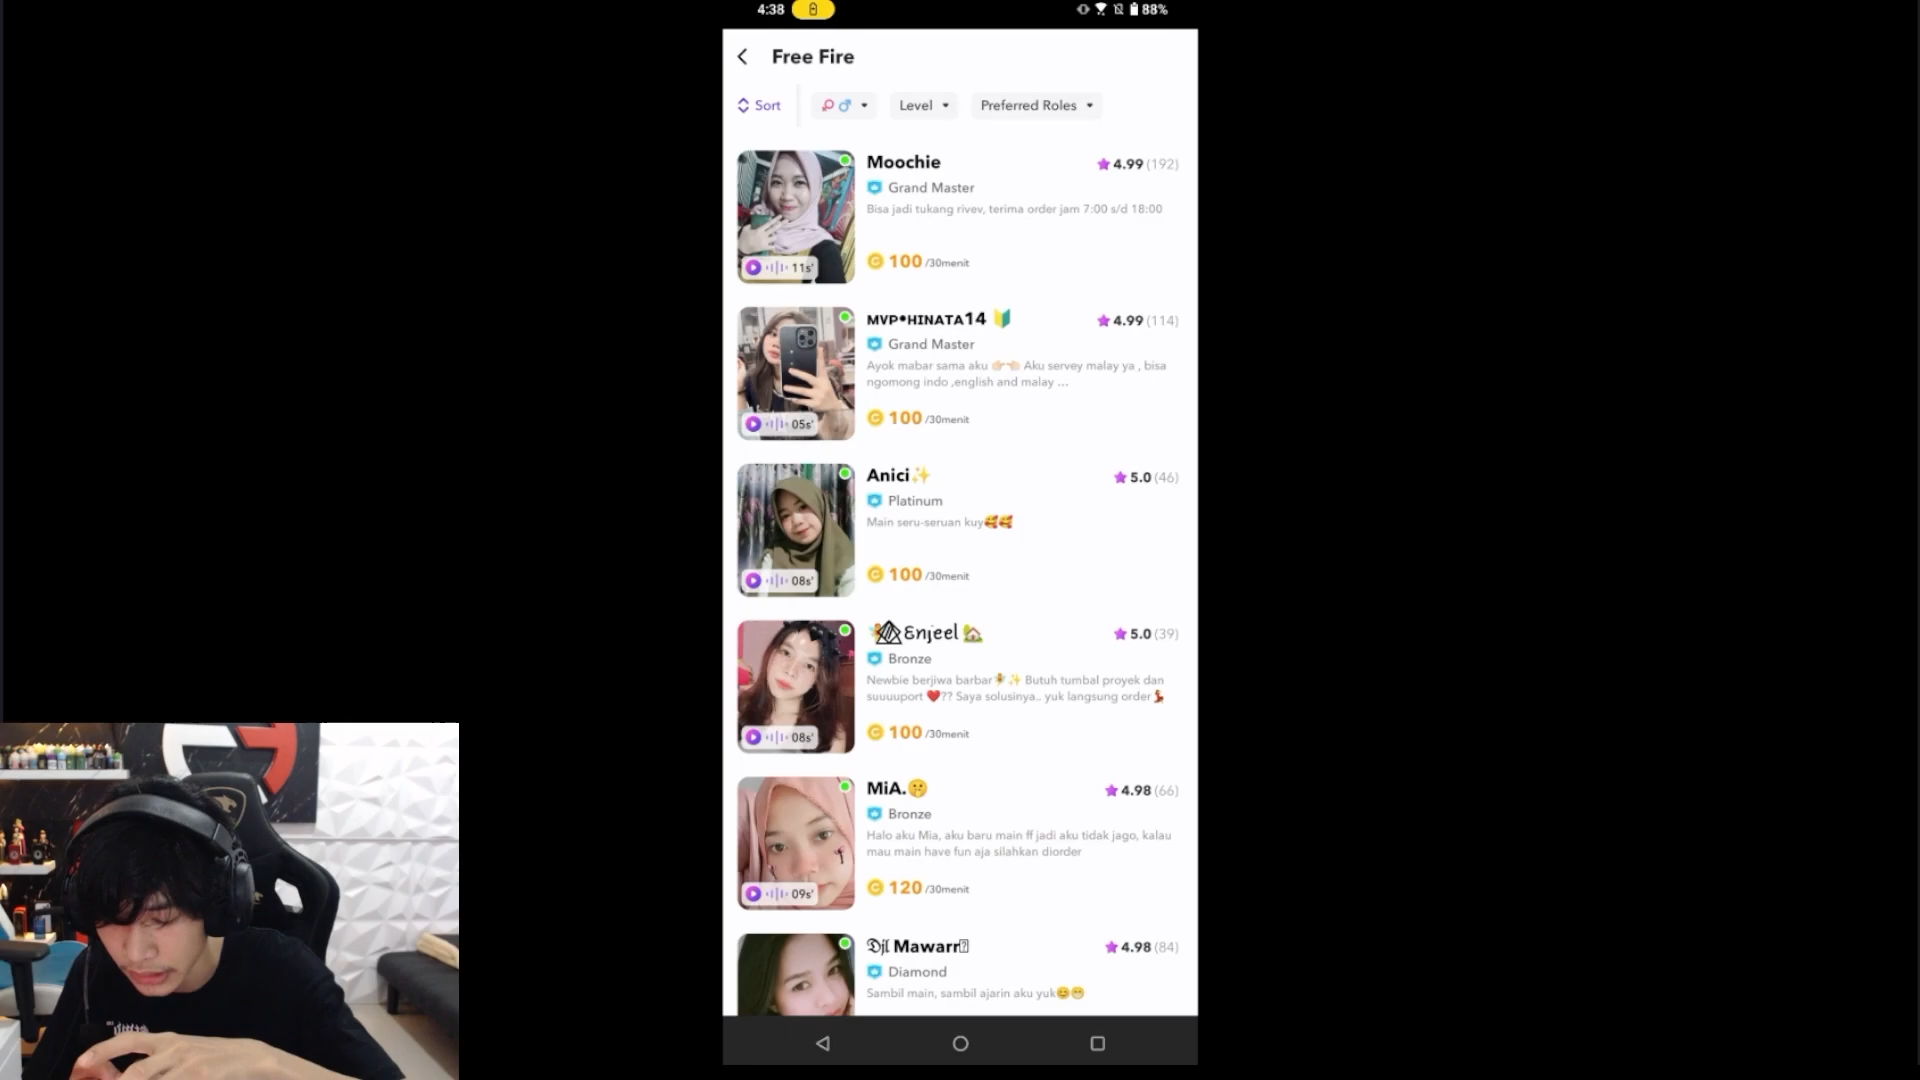 4:38
88%
Free Fire
Sort
Level
Preferred Roles
Moochie
4.99 (192)
Grand Master
Bisa jadi tukang rivev, terima order jam 7:00 s/d 18:00
11s'
100 /30menit
ᴍᴠᴘ•ʜɪɴᴀᴛᴀ14 🔰
4.99 (114)
Grand Master
Ayok mabar sama aku 👉🏻👈🏻 Aku servey malay ya , bisa
ngomong indo ,english and malay ...
05s'
100 /30menit
Anici✨
5.0 (46)
Platinum
Main seru-seruan kuy🥰🥰
08s'
100 /30menit
Enjeel 🏡
5.0 (39)
Bronze
Newbie berjiwa barbar🧚✨ Butuh tumbal proyek dan
suuuuport ❤️?? Saya solusinya.. yuk langsung order💃
08s'
100 /30menit
MiA.🤫
4.98 (66)
Bronze
Halo aku Mia, aku baru main ff jadi aku tidak jago, kalau
mau main have fun aja silahkan diorder
09s'
120 /30menit
Mawarr
4.98 (84)
Diamond
Sambil main, sambil ajarin aku yuk😊😁